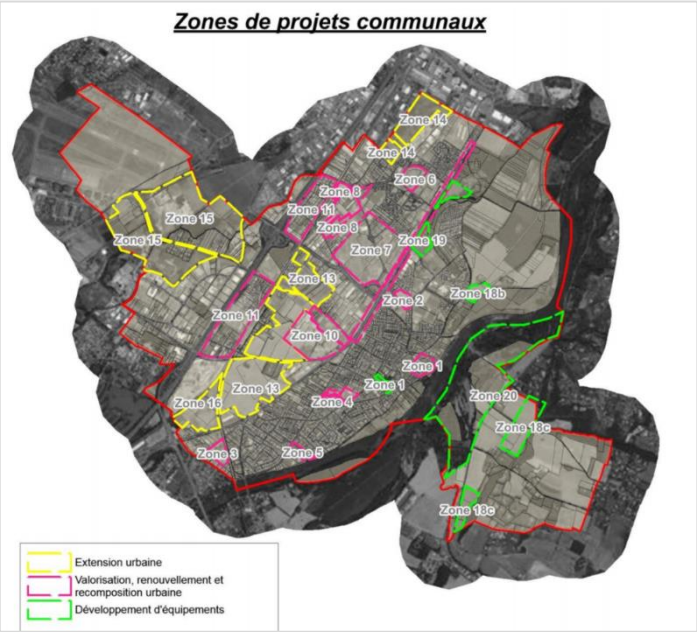 Zones de projets communaux
Zone 14
Zone 14
Zone 6
Zone 8
Zone 11
Zone 15
Zone 8
Zone 15
Zone 19
Zone 7
Zone 13
Zone 18b
Zone 2
Zone 11
Zone 10
Zone 1
Zone 1
Zone 13
Zone 20
Zone 4
Zone 16
Zone 18c
Zone 3
Zone 5
Zone 18c
Extension urbaine
Valorisation, renouvellement et
recomposition urbaine
Développement d'équipements